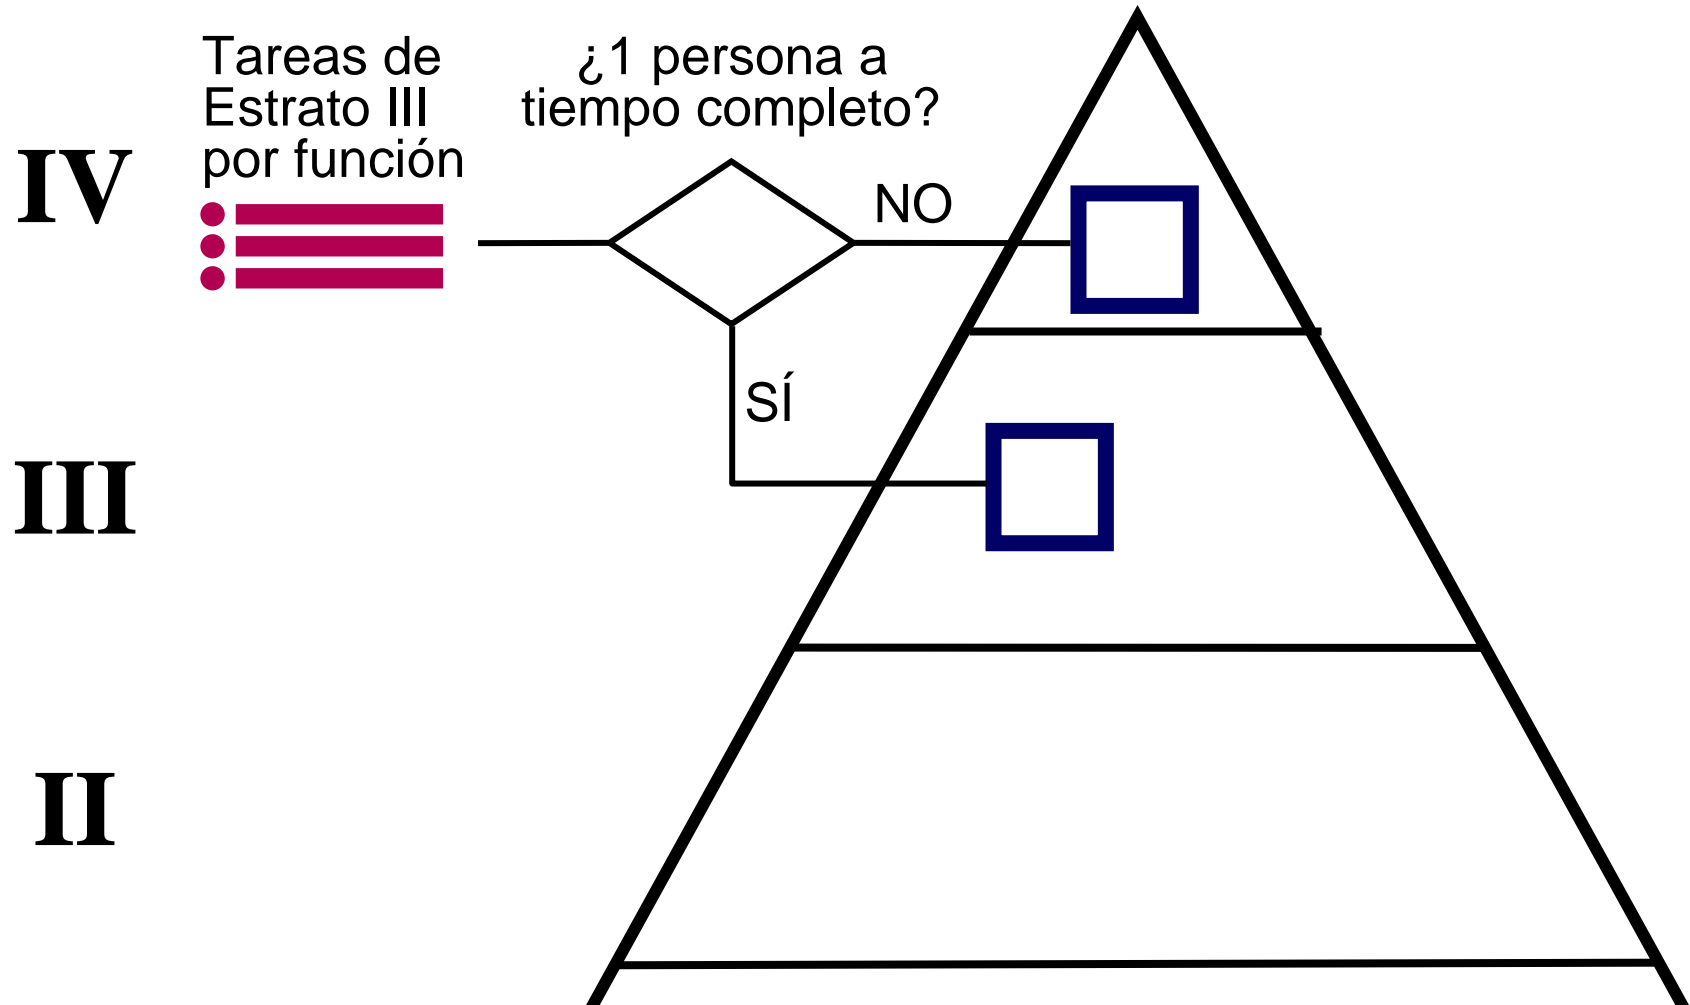 Tareas de
Estrato III
por función
¿1 persona a
tiempo completo?
IV
NO
SÍ
III
II